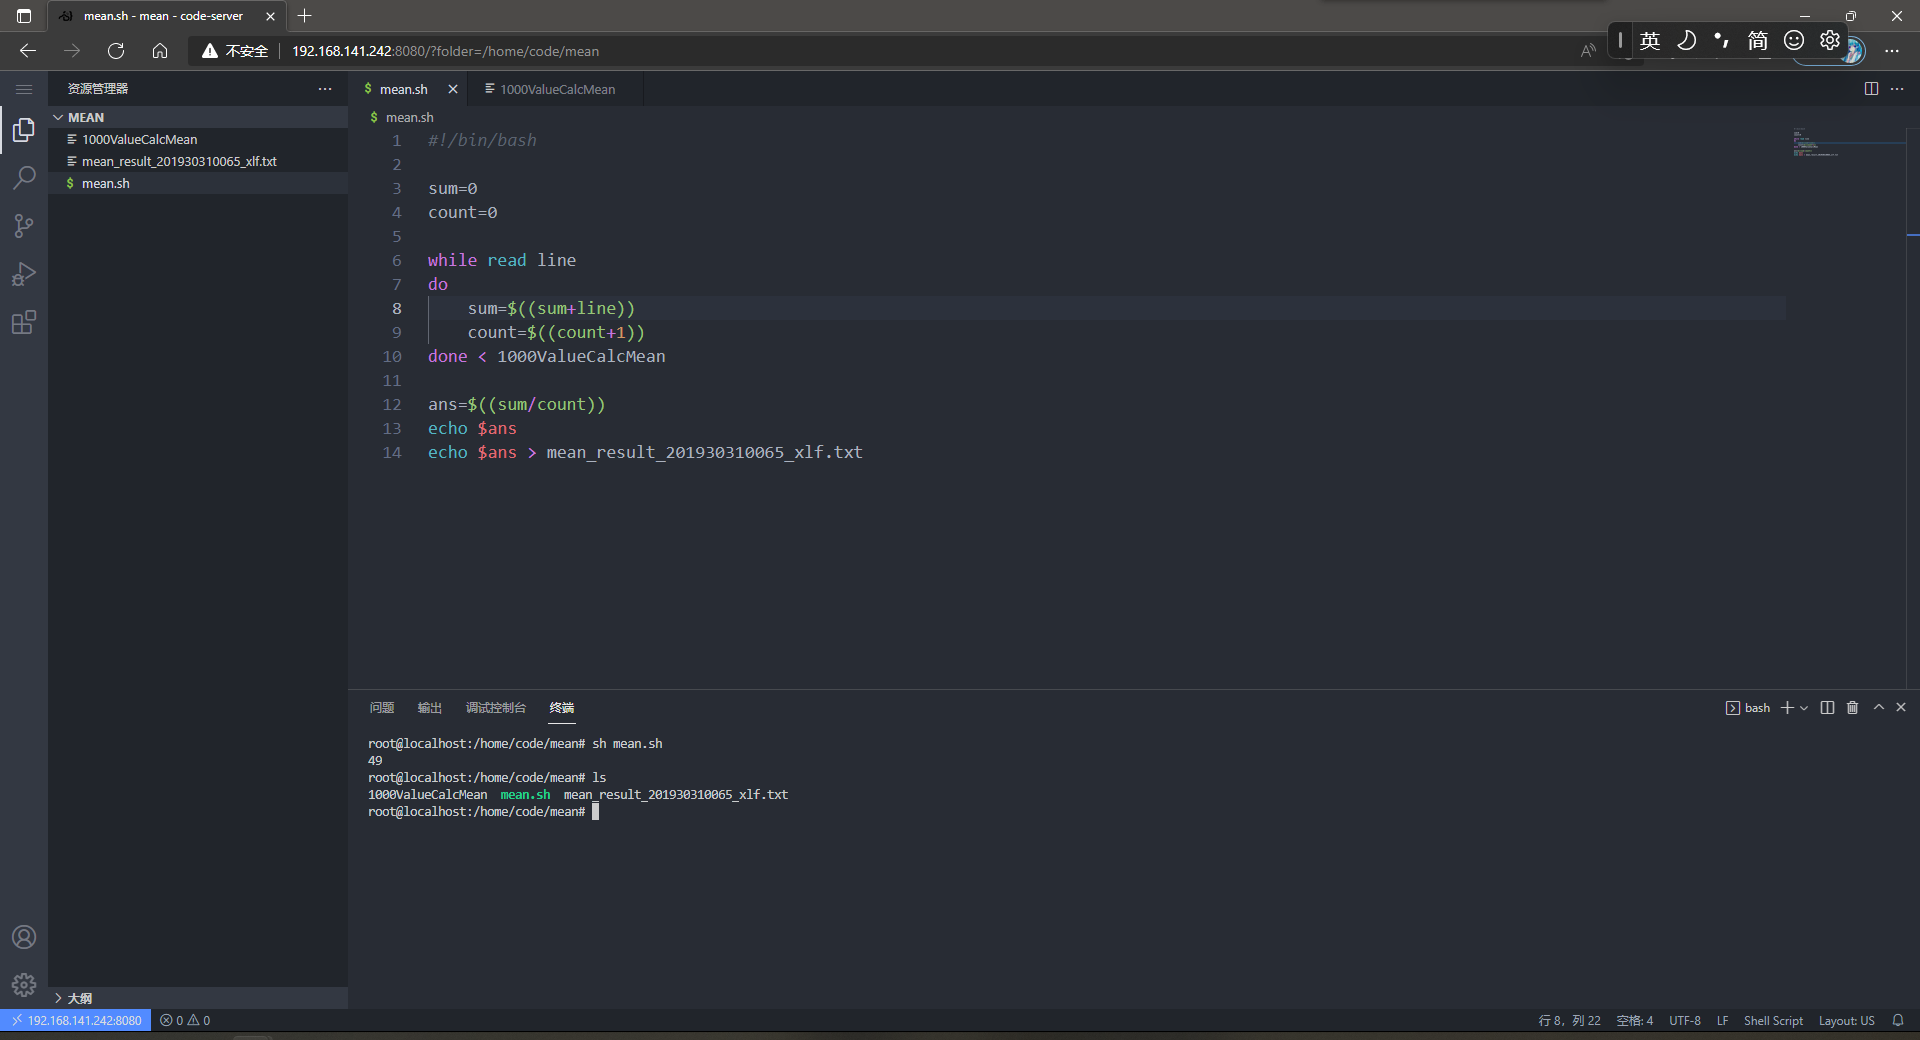 mean.sh - mean - code-server
不安全
192.168.141.242:8080/?folder=/home/code/mean
英
简
资源管理器
MEAN
1000ValueCalcMean
mean_result_201930310065_xlf.txt
$ mean.sh
大纲
$ mean.sh
1000ValueCalcMean
$ mean.sh
1 #!/bin/bash
2
3 sum=0
4 count=0
5
6 while read line
7 do
8     sum=$((sum+line))
9     count=$((count+1))
10 done < 1000ValueCalcMean
11
12 ans=$((sum/count))
13 echo $ans
14 echo $ans > mean_result_201930310065_xlf.txt
问题 输出 调试控制台 终端
bash
root@localhost:/home/code/mean# sh mean.sh
49
root@localhost:/home/code/mean# ls
1000ValueCalcMean  mean.sh  mean_result_201930310065_xlf.txt
root@localhost:/home/code/mean#
192.168.141.242:8080 0 0 行 8，列 22 空格: 4 UTF-8 LF Shell Script Layout: US